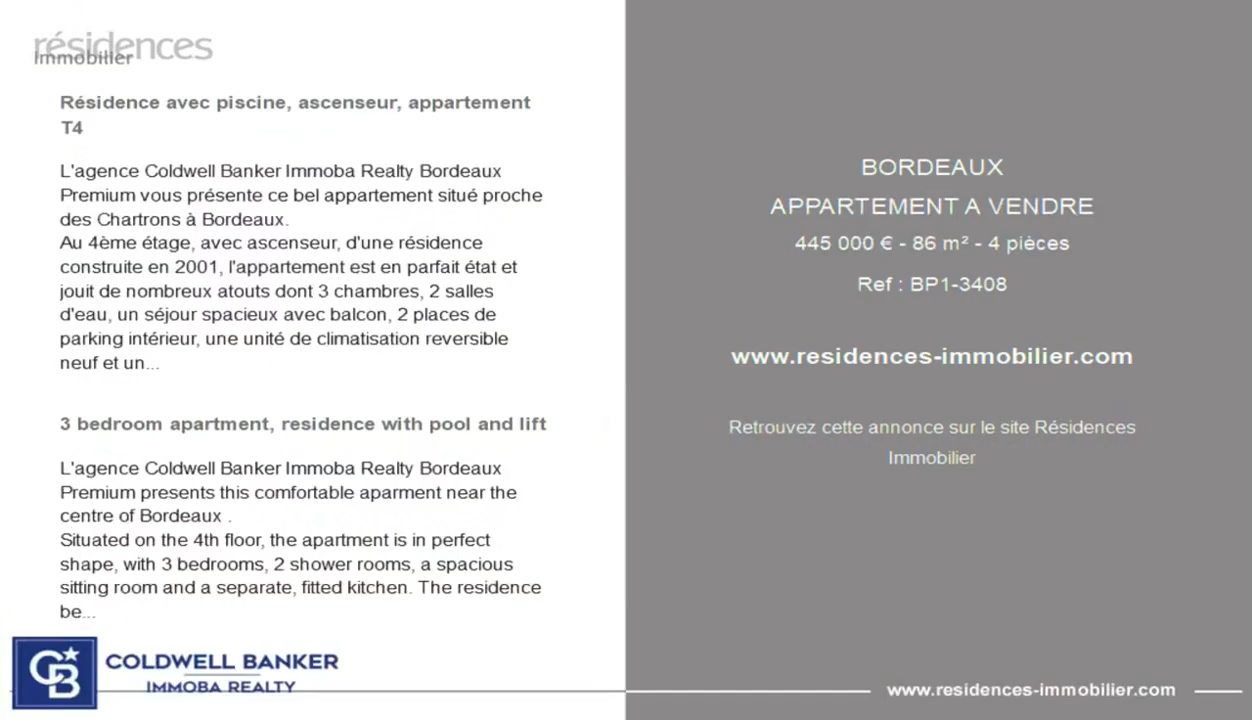 résidences
Immobilier
Résidence avec piscine, ascenseur, appartement
T4
L'agence Coldwell Banker Immoba Realty Bordeaux
Premium vous présente ce bel appartement situé proche
des Chartrons à Bordeaux.
Au 4ème étage, avec ascenseur, d'une résidence
construite en 2001, l'appartement est en parfait état et
jouit de nombreux atouts dont 3 chambres, 2 salles
d'eau, un séjour spacieux avec balcon, 2 places de
parking intérieur, une unité de climatisation reversible
neuf et un...
3 bedroom apartment, residence with pool and lift
L'agence Coldwell Banker Immoba Realty Bordeaux
Premium presents this comfortable aparment near the
centre of Bordeaux .
Situated on the 4th floor, the apartment is in perfect
shape, with 3 bedrooms, 2 shower rooms, a spacious
sitting room and a separate, fitted kitchen. The residence
be...
CB
COLDWELL BANKER
IMMOBA REALTY
BORDEAUX
APPARTEMENT A VENDRE
445 000 € - 86 m² - 4 pièces
Ref : BP1-3408
www.residences-immobilier.com
Retrouvez cette annonce sur le site Résidences
Immobilier
www.residences-immobilier.com